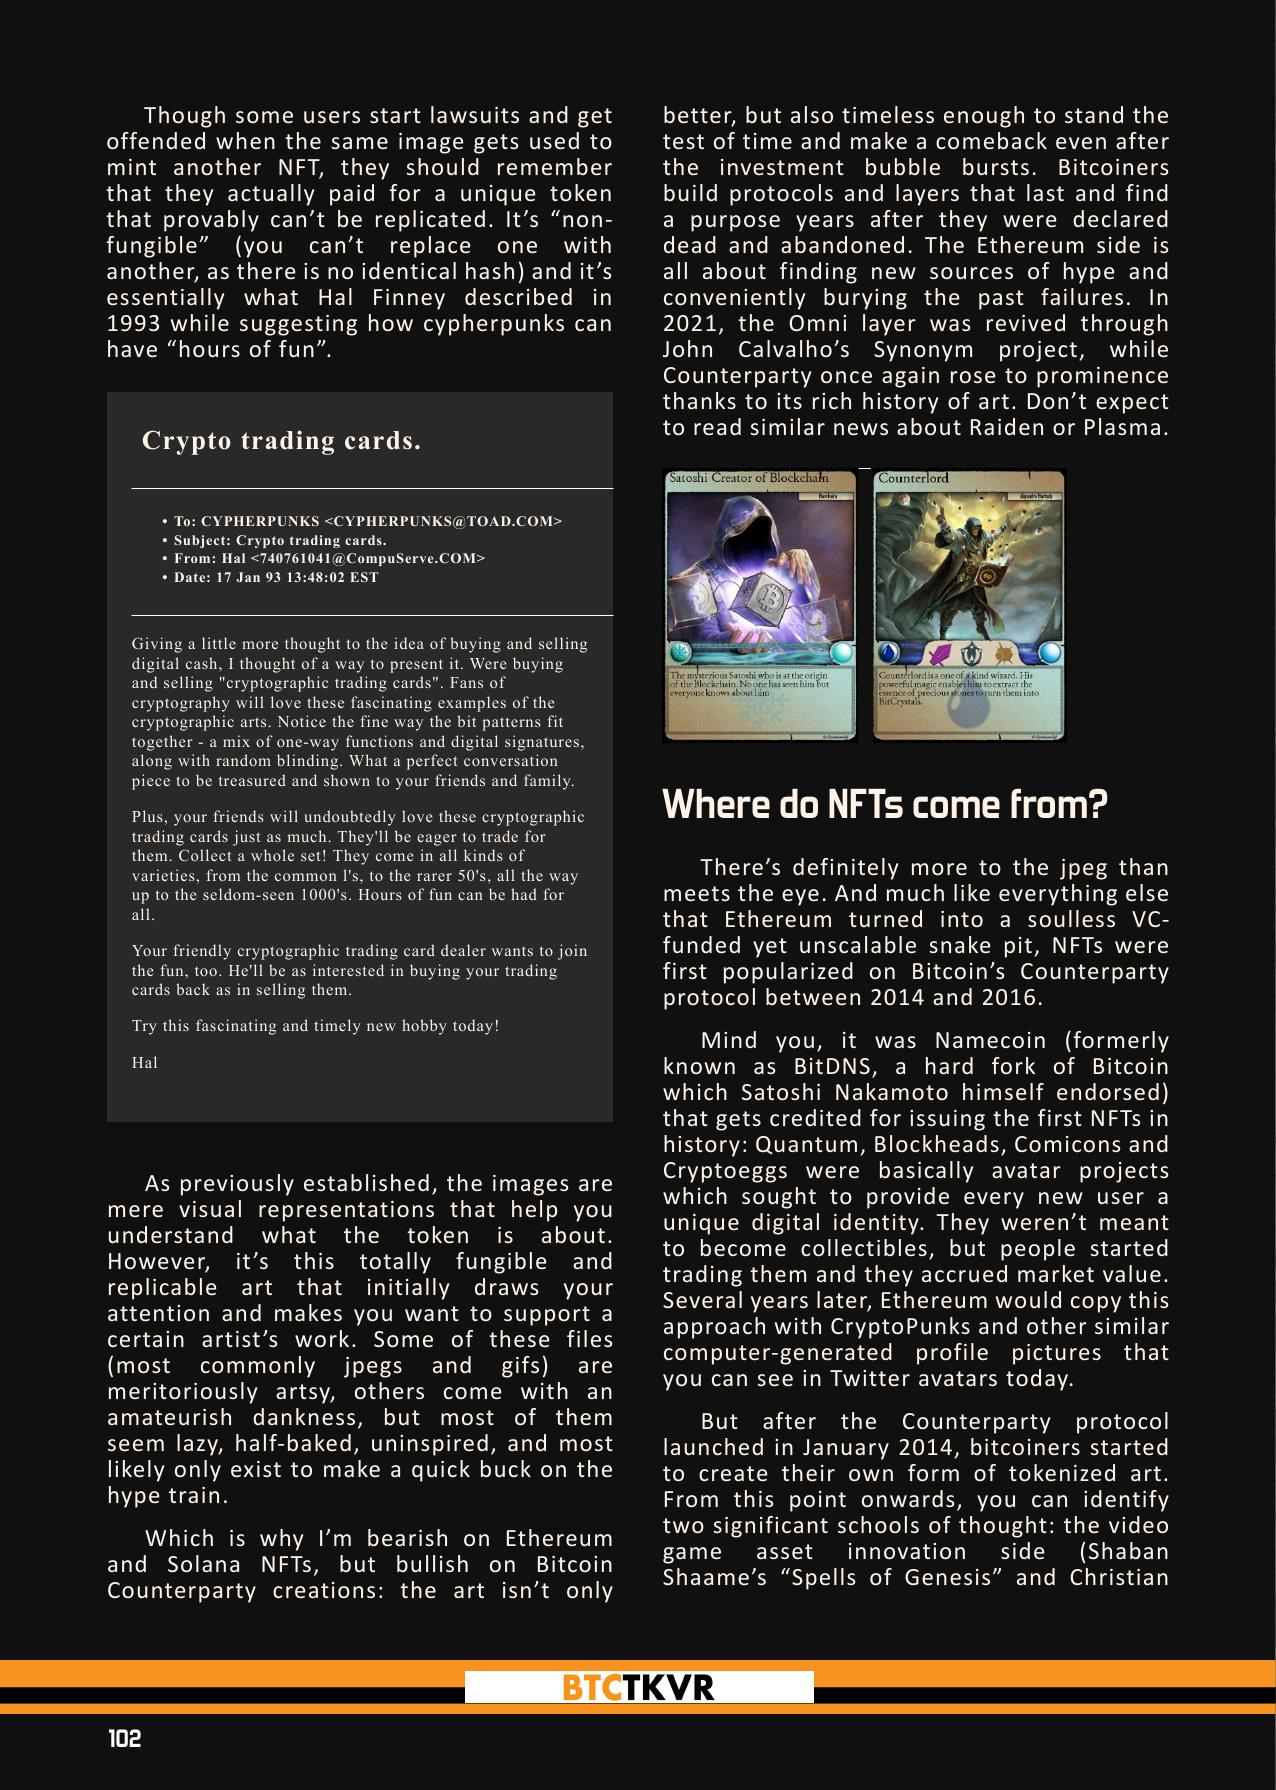 Though some users start lawsuits and get
offended when the same image gets used to
mint another NFT, they should remember
that they actually paid for a unique token
that provably can’t be replicated. It’s “non-
fungible” (you can’t replace one with
another, as there is no identical hash) and it’s
essentially what Hal Finney described in
1993 while suggesting how cypherpunks can
have “hours of fun”.
Crypto trading cards.
• To: CYPHERPUNKS <CYPHERPUNKS@TOAD.COM>
• Subject: Crypto trading cards.
• From: Hal <740761041@CompuServe.COM>
• Date: 17 Jan 93 13:48:02 EST
Giving a little more thought to the idea of buying and selling
digital cash, I thought of a way to present it. Were buying
and selling "cryptographic trading cards". Fans of
cryptography will love these fascinating examples of the
cryptographic arts. Notice the fine way the bit patterns fit
together - a mix of one-way functions and digital signatures,
along with random blinding. What a perfect conversation
piece to be treasured and shown to your friends and family.
Plus, your friends will undoubtedly love these cryptographic
trading cards just as much. They'll be eager to trade for
them. Collect a whole set! They come in all kinds of
varieties, from the common l's, to the rarer 50's, all the way
up to the seldom-seen 1000's. Hours of fun can be had for
all.
Your friendly cryptographic trading card dealer wants to join
the fun, too. He'll be as interested in buying your trading
cards back as in selling them.
Try this fascinating and timely new hobby today!
Hal
As previously established, the images are
mere visual representations that help you
understand what the token is about.
However, it’s this totally fungible and
replicable art that initially draws your
attention and makes you want to support a
certain artist’s work. Some of these files
(most commonly jpegs and gifs) are
meritoriously artsy, others come with an
amateurish dankness, but most of them
seem lazy, half-baked, uninspired, and most
likely only exist to make a quick buck on the
hype train.
Which is why I’m bearish on Ethereum
and Solana NFTs, but bullish on Bitcoin
Counterparty creations: the art isn’t only
better, but also timeless enough to stand the
test of time and make a comeback even after
the investment bubble bursts. Bitcoiners
build protocols and layers that last and find
a purpose years after they were declared
dead and abandoned. The Ethereum side is
all about finding new sources of hype and
conveniently burying the past failures. In
2021, the Omni layer was revived through
John Calvalho’s Synonym project, while
Counterparty once again rose to prominence
thanks to its rich history of art. Don’t expect
to read similar news about Raiden or Plasma.
Satoshi Creator of Blockchain
The mysterious Satoshi who is at the origin
of the Blockchain. No one has seen him but
everyone knows about him
Counterlord
Alejandro Hurtado
Counterlord is a one of a kind wizard. His
powerful magic enables him to extract the
essence of precious stones to turn them into
BitCrystals.
Where do NFTs come from?
There’s definitely more to the jpeg than
meets the eye. And much like everything else
that Ethereum turned into a soulless VC-
funded yet unscalable snake pit, NFTs were
first popularized on Bitcoin’s Counterparty
protocol between 2014 and 2016.
Mind you, it was Namecoin (formerly
known as BitDNS, a hard fork of Bitcoin
which Satoshi Nakamoto himself endorsed)
that gets credited for issuing the first NFTs in
history: Quantum, Blockheads, Comicons and
Cryptoeggs were basically avatar projects
which sought to provide every new user a
unique digital identity. They weren’t meant
to become collectibles, but people started
trading them and they accrued market value.
Several years later, Ethereum would copy this
approach with CryptoPunks and other similar
computer-generated profile pictures that
you can see in Twitter avatars today.
But after the Counterparty protocol
launched in January 2014, bitcoiners started
to create their own form of tokenized art.
From this point onwards, you can identify
two significant schools of thought: the video
game asset innovation side (Shaban
Shaame’s “Spells of Genesis” and Christian
BTCTKVR
102